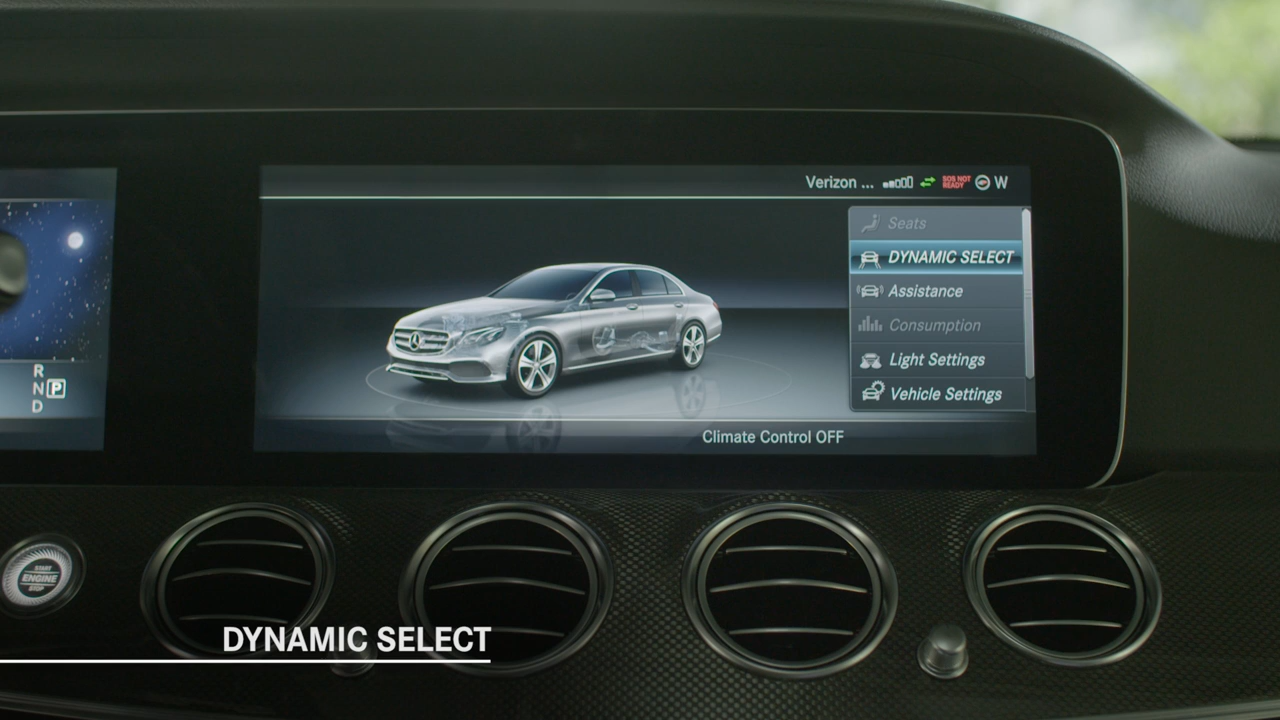 Verizon ...
SOS NOT
READY
W
Seats
DYNAMIC SELECT
Assistance
Consumption
Light Settings
Vehicle Settings
Climate Control OFF
R
N P
D
START
ENGINE
STOP
DYNAMIC SELECT